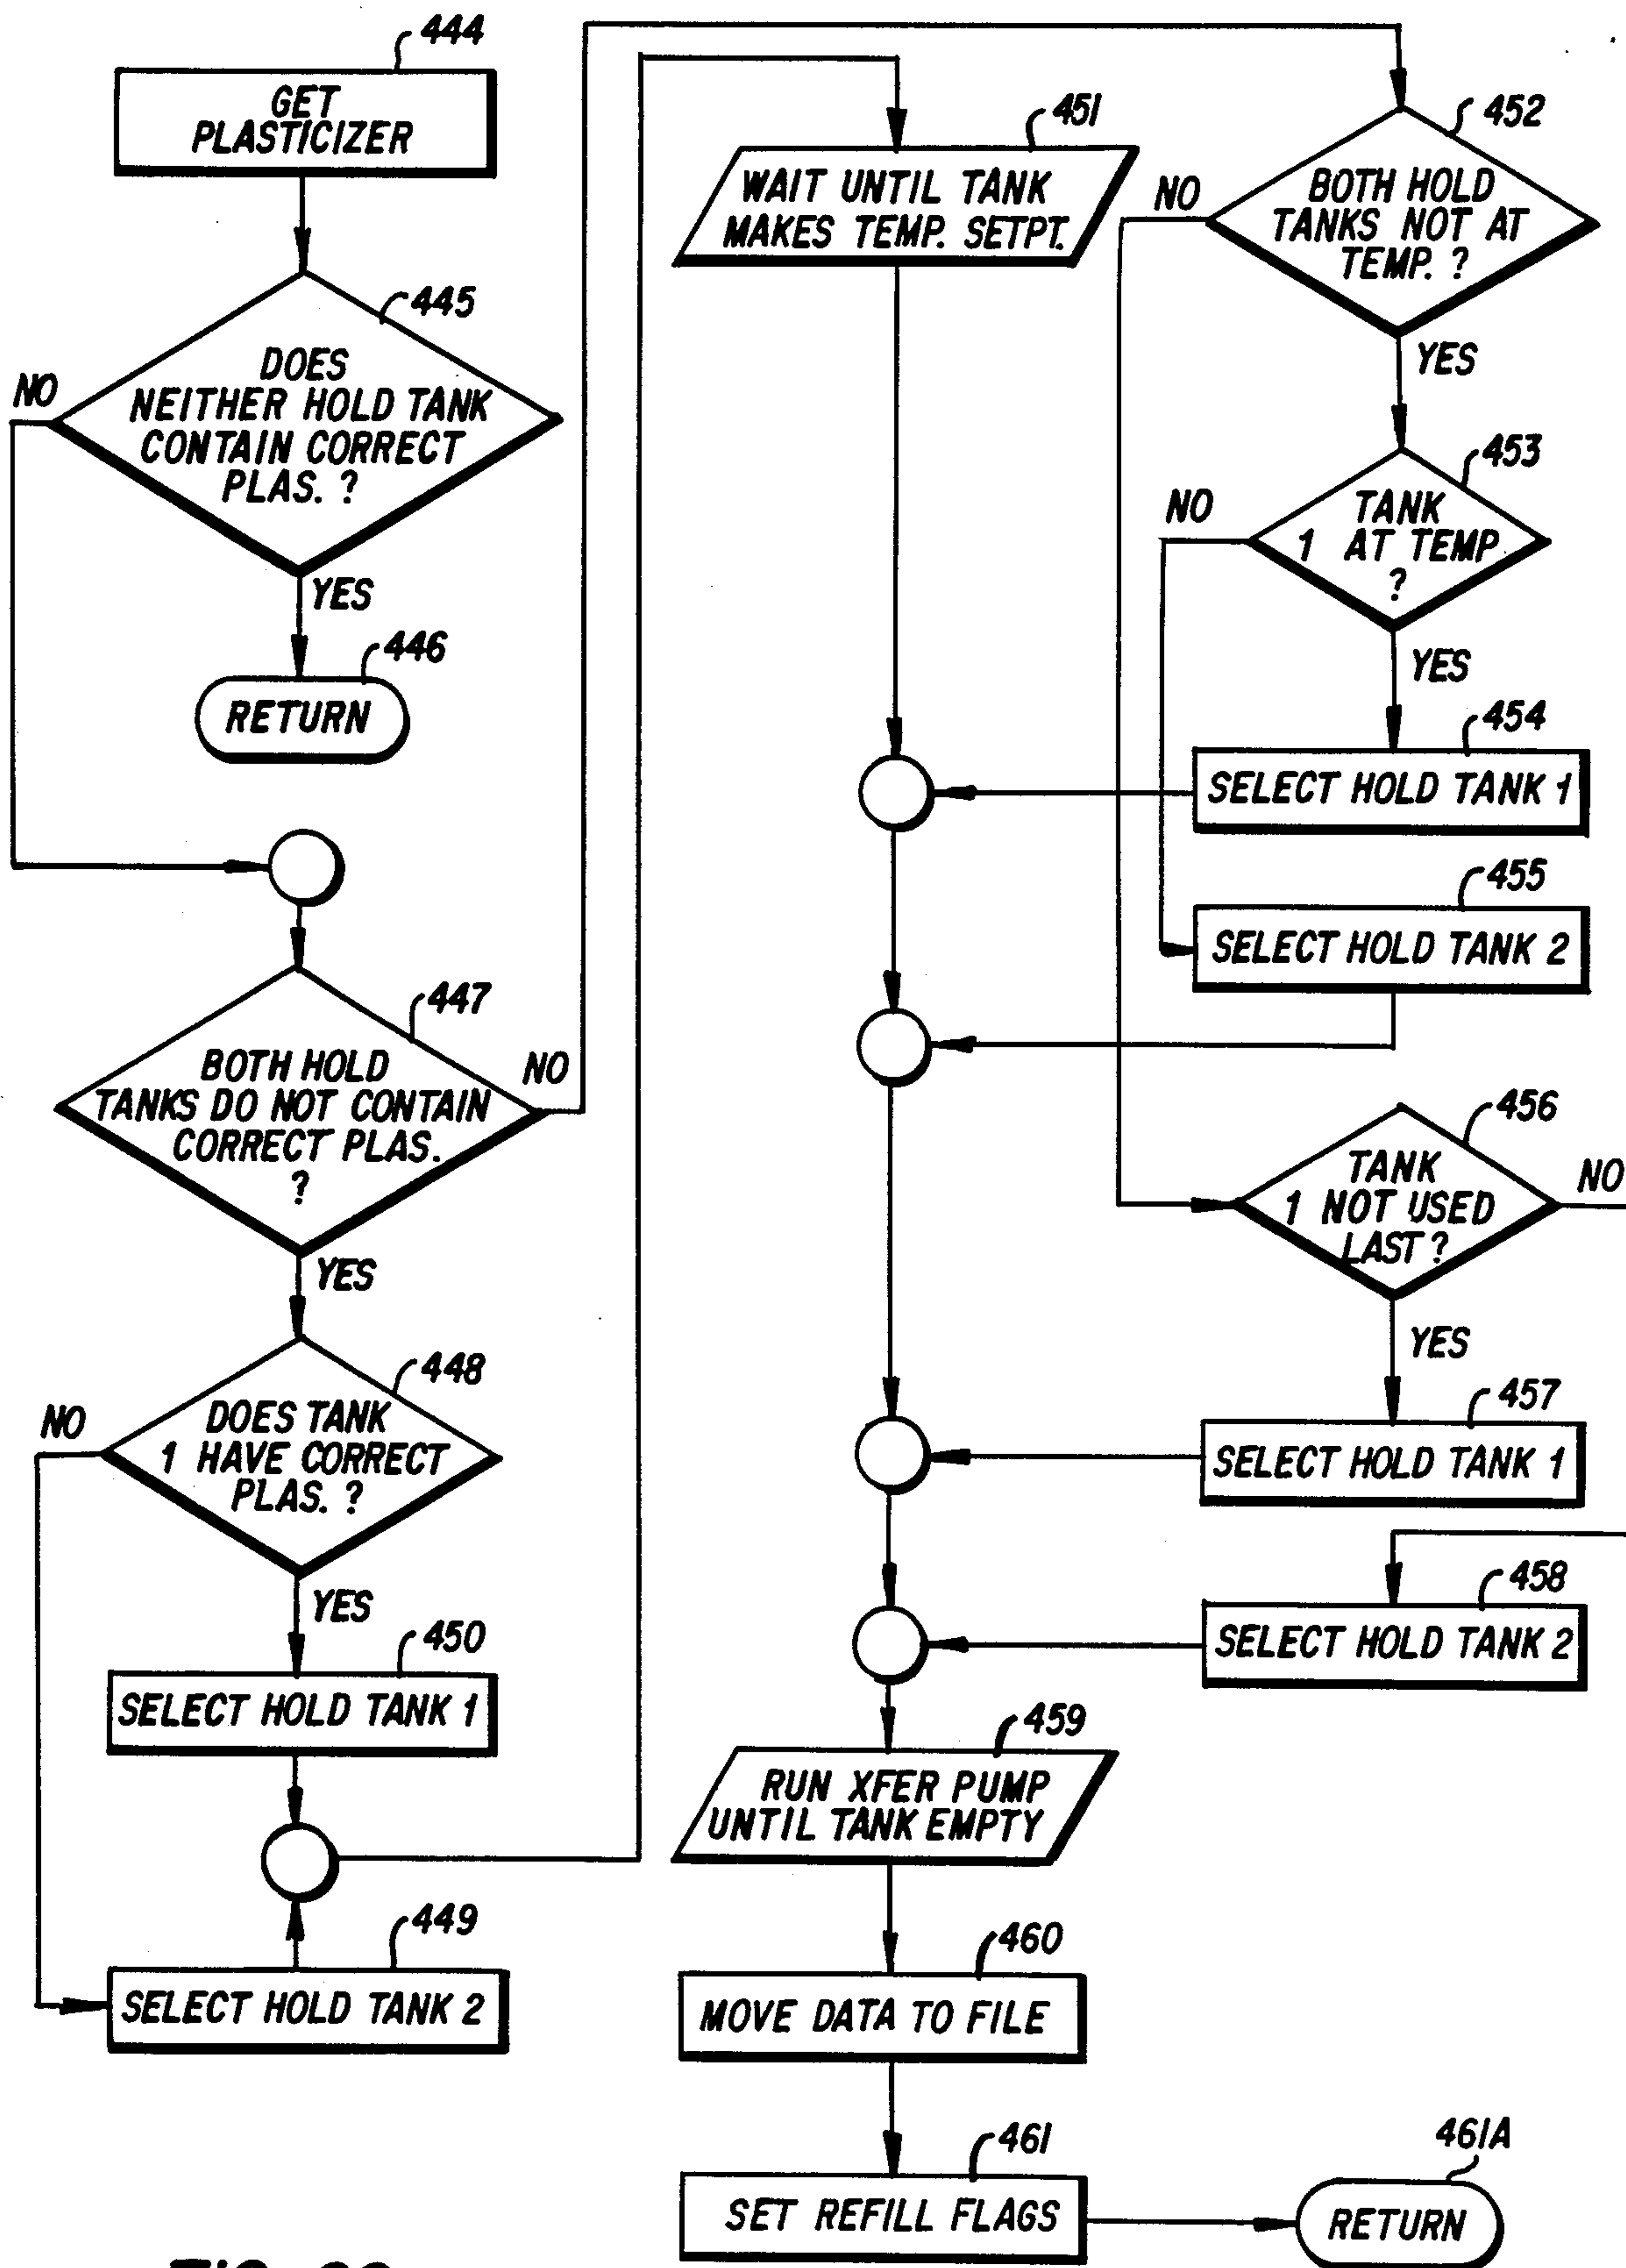 444
GET
PLASTICIZER
445
DOES
NEITHER HOLD TANK
CONTAIN CORRECT
PLAS. ?
NO
YES
446
RETURN
447
BOTH HOLD
TANKS DO NOT CONTAIN
CORRECT PLAS.
?
NO
YES
448
DOES TANK
1 HAVE CORRECT
PLAS. ?
NO
YES
450
SELECT HOLD TANK 1
449
SELECT HOLD TANK 2
451
WAIT UNTIL TANK
MAKES TEMP. SETPT.
452
BOTH HOLD
TANKS NOT AT
TEMP. ?
NO
YES
453
TANK
1 AT TEMP
?
NO
YES
454
SELECT HOLD TANK 1
455
SELECT HOLD TANK 2
456
TANK
1 NOT USED
LAST ?
NO
YES
457
SELECT HOLD TANK 1
458
SELECT HOLD TANK 2
459
RUN XFER PUMP
UNTIL TANK EMPTY
460
MOVE DATA TO FILE
461
SET REFILL FLAGS
461A
RETURN